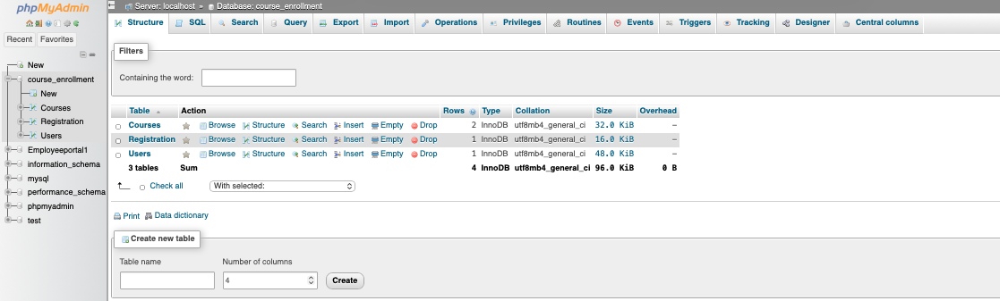 phpMyAdmin
Server: localhost » Database: course_enrollment
Structure SQL Search Query Export Import Operations Privileges Routines Events Triggers Tracking Designer Central columns
Recent Favorites
New
course_enrollment
New
Courses
Registration
Users
Employeeportal1
information_schema
mysql
performance_schema
phpmyadmin
test
Filters
Containing the word:
Table Action Rows Type Collation Size Overhead
Courses Browse Structure Search Insert Empty Drop 2 InnoDB utf8mb4_general_ci 32.0 KiB –
Registration Browse Structure Search Insert Empty Drop 1 InnoDB utf8mb4_general_ci 16.0 KiB –
Users Browse Structure Search Insert Empty Drop 1 InnoDB utf8mb4_general_ci 48.0 KiB –
3 tables Sum 4 InnoDB utf8mb4_general_ci 96.0 KiB 0 B
Check all With selected:
Print Data dictionary
Create new table
Table name Number of columns
4 Create